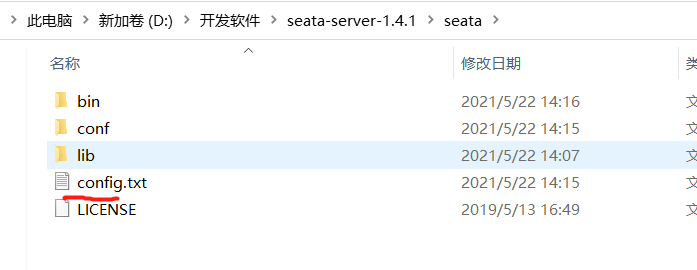 此电脑 > 新加卷 (D:) > 开发软件 > seata-server-1.4.1 > seata >
名称 修改日期 类
bin 2021/5/22 14:16 文
conf 2021/5/22 14:15 文
lib 2021/5/22 14:07 文
config.txt 2021/5/22 14:15 文
LICENSE 2019/5/13 16:49 文